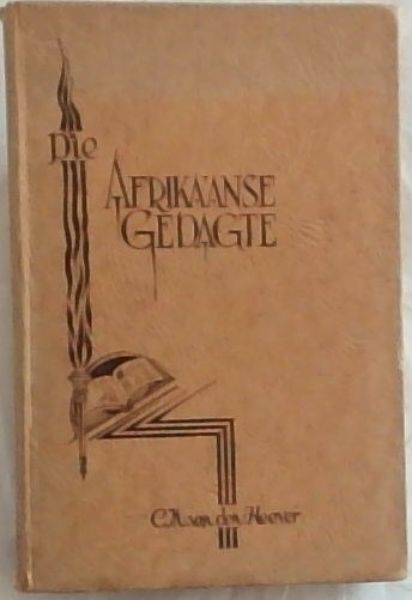 Die
AFRIKAANSE
GEDAGTE
C.M. van den Heever